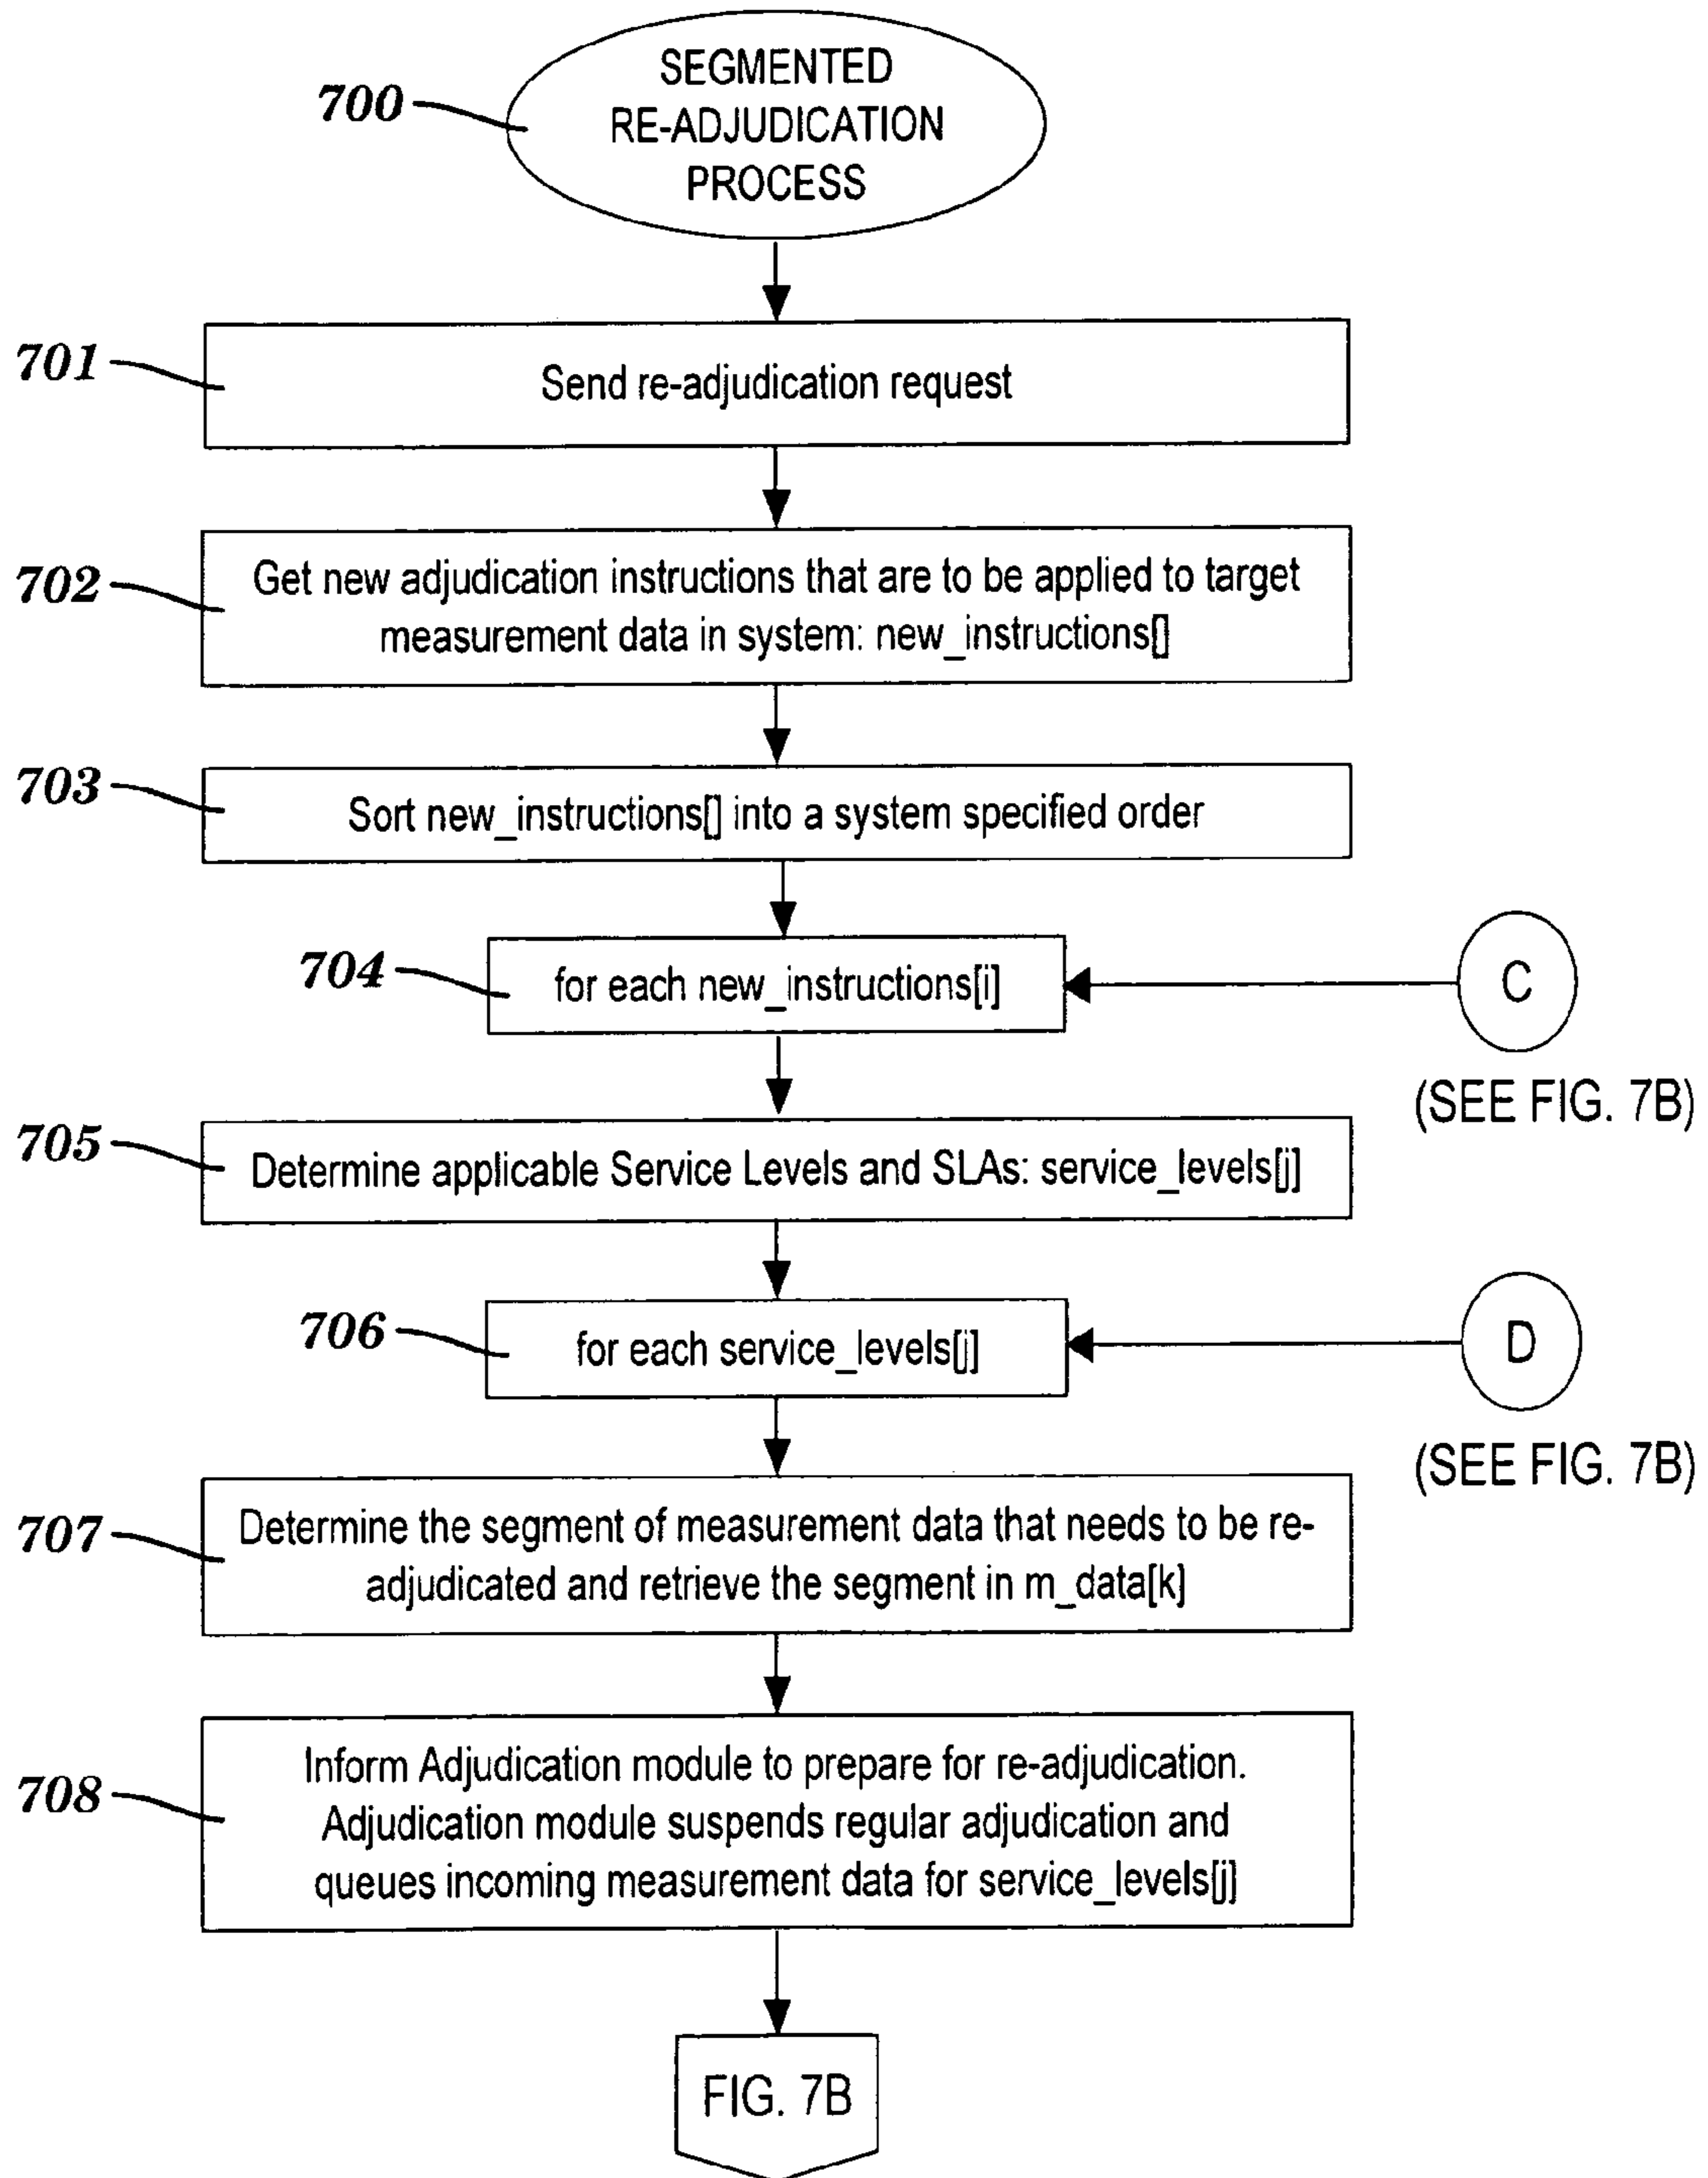 700
SEGMENTED
RE-ADJUDICATION
PROCESS
701
Send re-adjudication request
702
Get new adjudication instructions that are to be applied to target
measurement data in system: new_instructions[]
703
Sort new_instructions[] into a system specified order
704
for each new_instructions[i]
C
(SEE FIG. 7B)
705
Determine applicable Service Levels and SLAs: service_levels[j]
706
for each service_levels[j]
D
(SEE FIG. 7B)
707
Determine the segment of measurement data that needs to be re-
adjudicated and retrieve the segment in m_data[k]
708
Inform Adjudication module to prepare for re-adjudication.
Adjudication module suspends regular adjudication and
queues incoming measurement data for service_levels[j]
FIG. 7B